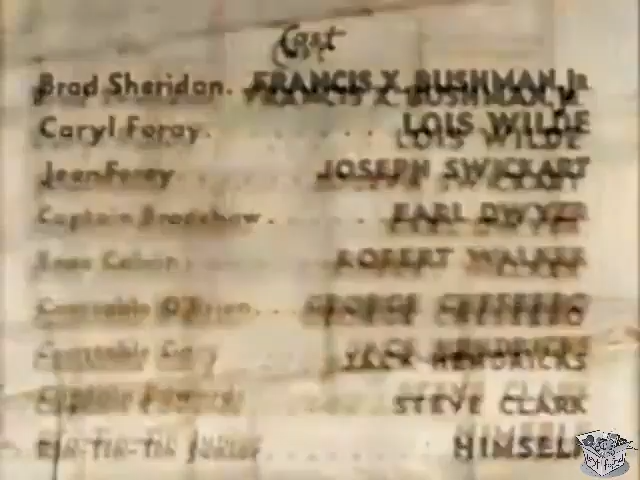 Cast
Brad Sheridan. FRANCIS X. BUSHMAN, Jr
Caryl Foray. . . . . LOIS WILDE
Jean Foray JOSEPH SWICKART
Captain Bradshaw. . . . EARL DWYER
ROBERT WALKER
Constable O'Brien. . . GEORGE
Constable JACK HENDRICKS
Captain STEVE CLARK
Rin-Tin-Tin Junior . . . . HIMSELF